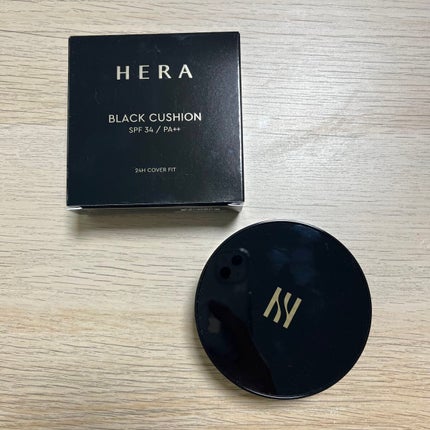 HERA
BLACK CUSHION
SPF 34 / PA++
24H COVER FIT